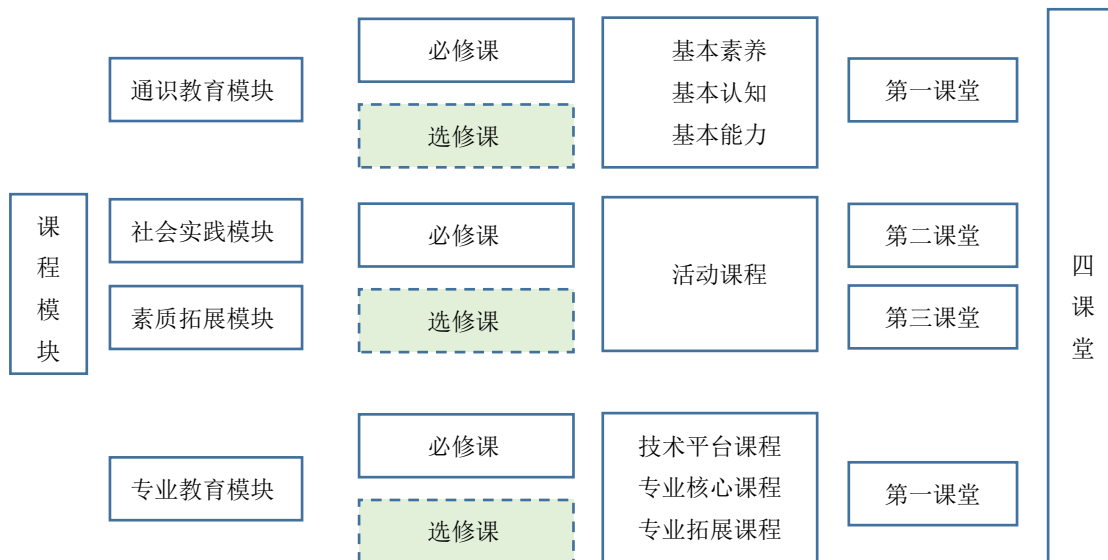 课程模块
通识教育模块
必修课
选修课
基本素养
基本认知
基本能力
第一课堂
社会实践模块
素质拓展模块
必修课
选修课
活动课程
第二课堂
第三课堂
专业教育模块
必修课
选修课
技术平台课程
专业核心课程
专业拓展课程
第一课堂
四课堂